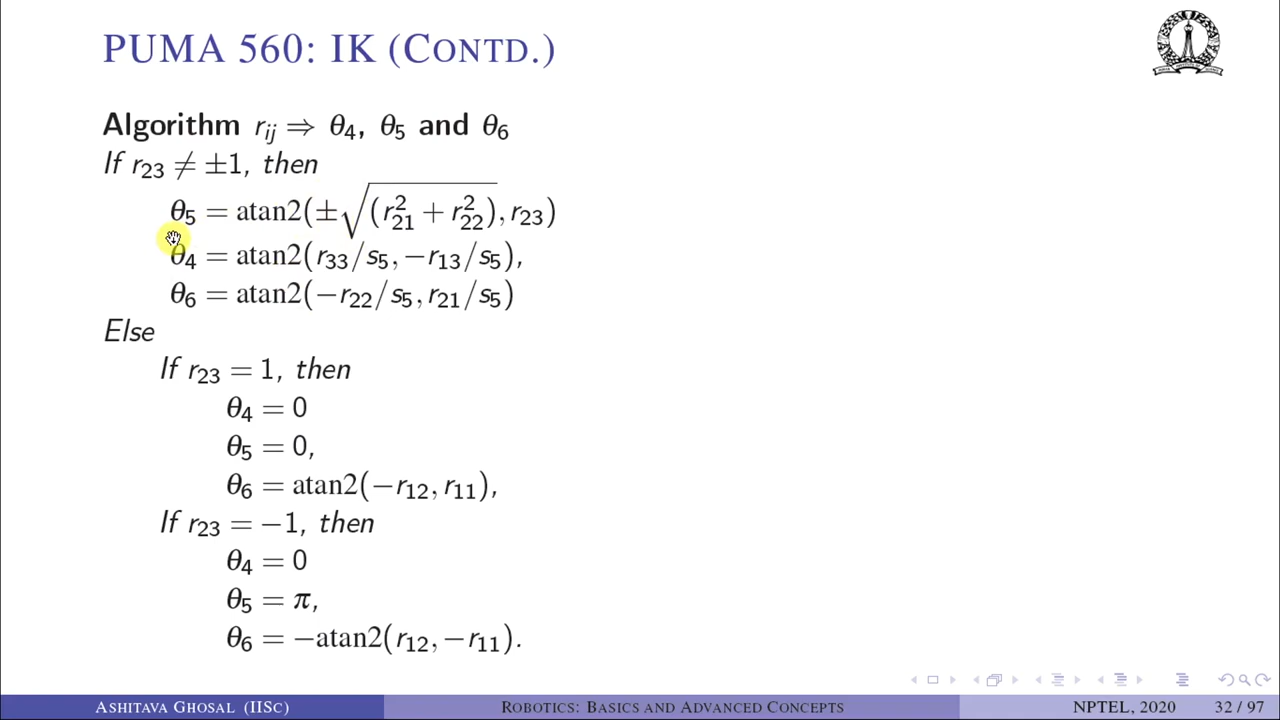 PUMA 560: IK (CONTD.)
Algorithm r_ij ⇒ θ₄, θ₅ and θ₆
If r₂₃ ≠ ±1, then
θ₅ = atan2(±√(r₂₁² + r₂₂²), r₂₃)
θ₄ = atan2(r₃₃/s₅, −r₁₃/s₅),
θ₆ = atan2(−r₂₂/s₅, r₂₁/s₅)
Else
If r₂₃ = 1, then
θ₄ = 0
θ₅ = 0,
θ₆ = atan2(−r₁₂, r₁₁),
If r₂₃ = −1, then
θ₄ = 0
θ₅ = π,
θ₆ = −atan2(r₁₂, −r₁₁).
ASHITAVA GHOSAL (IISC) ROBOTICS: BASICS AND ADVANCED CONCEPTS NPTEL, 2020 32 / 97